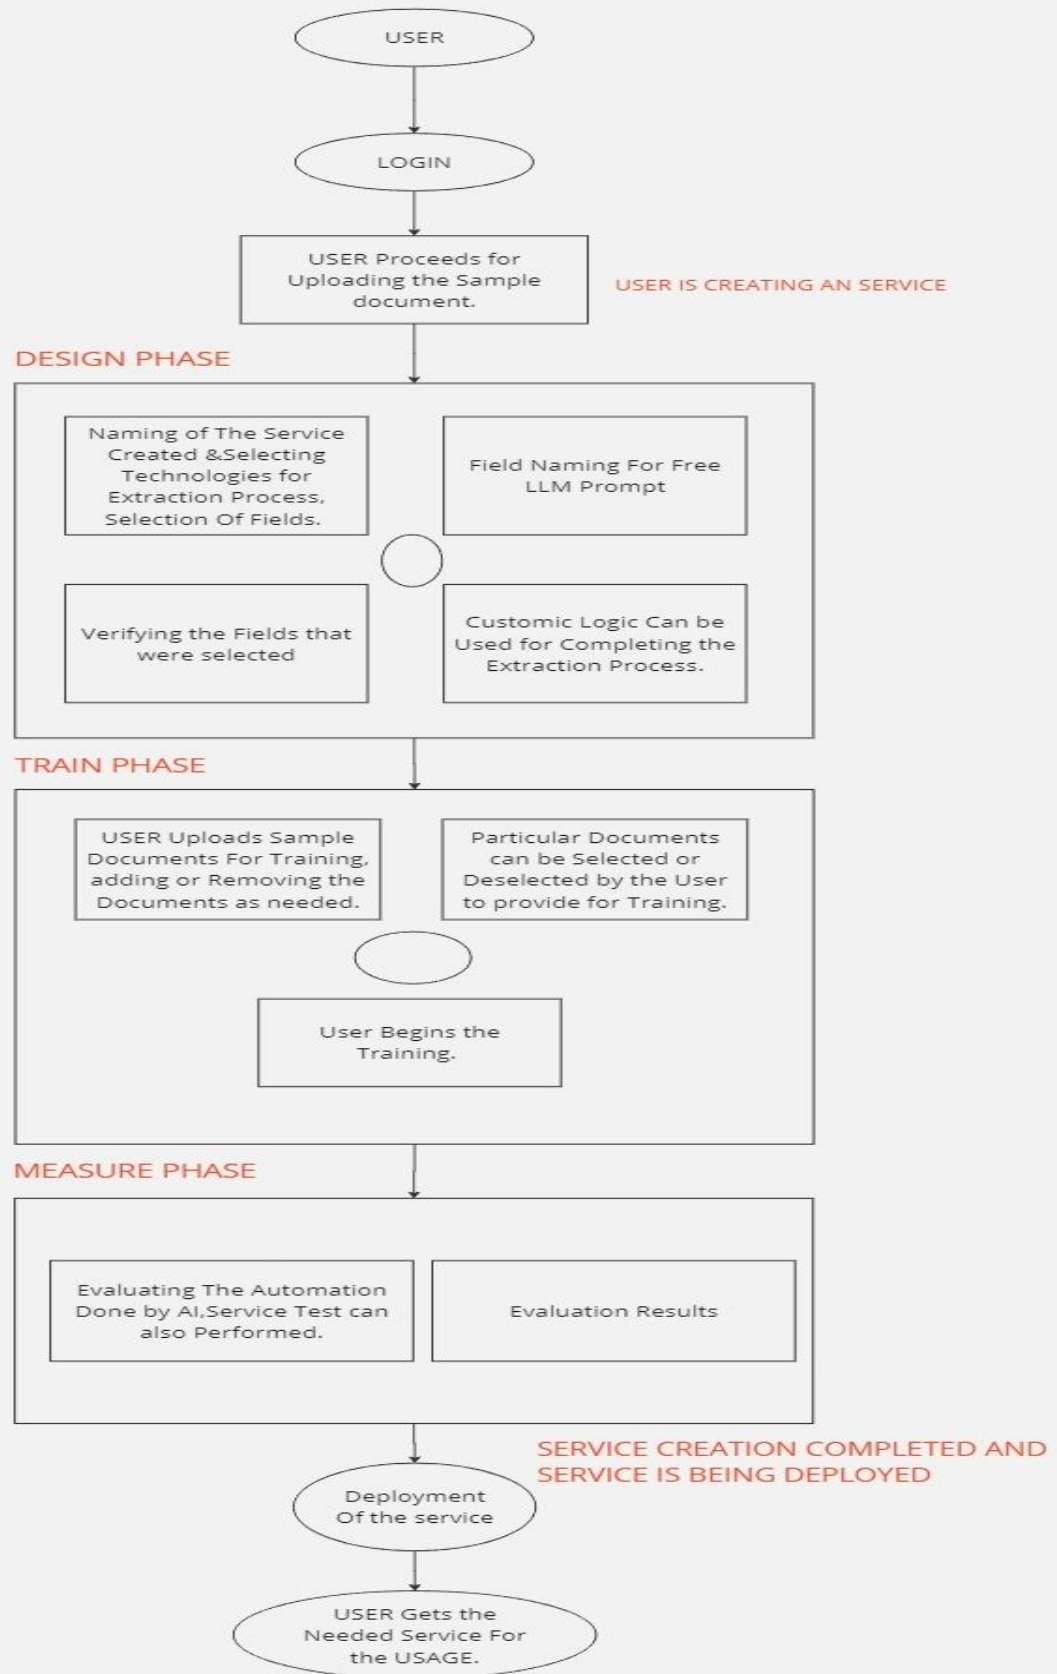 USER
LOGIN
USER Proceeds for
Uploading the Sample
document.
USER IS CREATING AN SERVICE
DESIGN PHASE
Naming of The Service
Created &Selecting
Technologies for
Extraction Process,
Selection Of Fields.
Field Naming For Free
LLM Prompt
Verifying the Fields that
were selected
Customic Logic Can be
Used for Completing the
Extraction Process.
TRAIN PHASE
USER Uploads Sample
Documents For Training,
adding or Removing the
Documents as needed.
Particular Documents
can be Selected or
Deselected by the User
to provide for Training.
User Begins the
Training.
MEASURE PHASE
Evaluating The Automation
Done by AI,Service Test can
also Performed.
Evaluation Results
SERVICE CREATION COMPLETED AND
SERVICE IS BEING DEPLOYED
Deployment
Of the service
USER Gets the
Needed Service For
the USAGE.